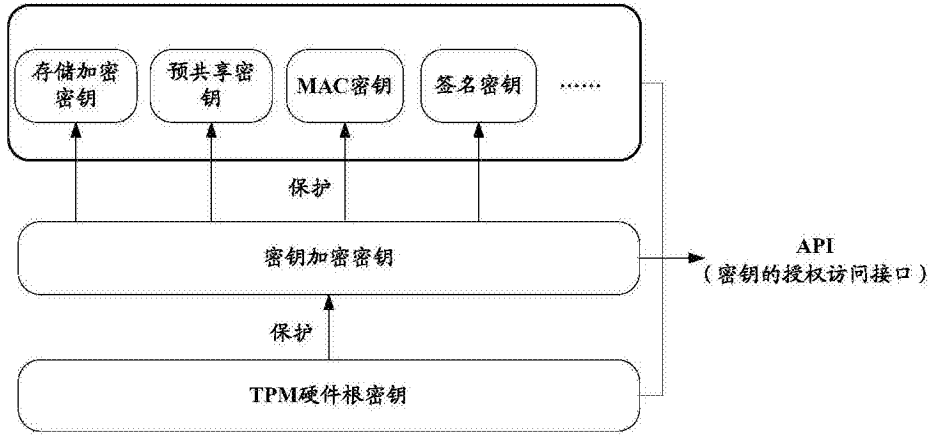 存储加密
密钥
预共享密
钥
MAC密钥
签名密钥
……
保护
密钥加密密钥
API
（密钥的授权访问接口）
保护
TPM硬件根密钥